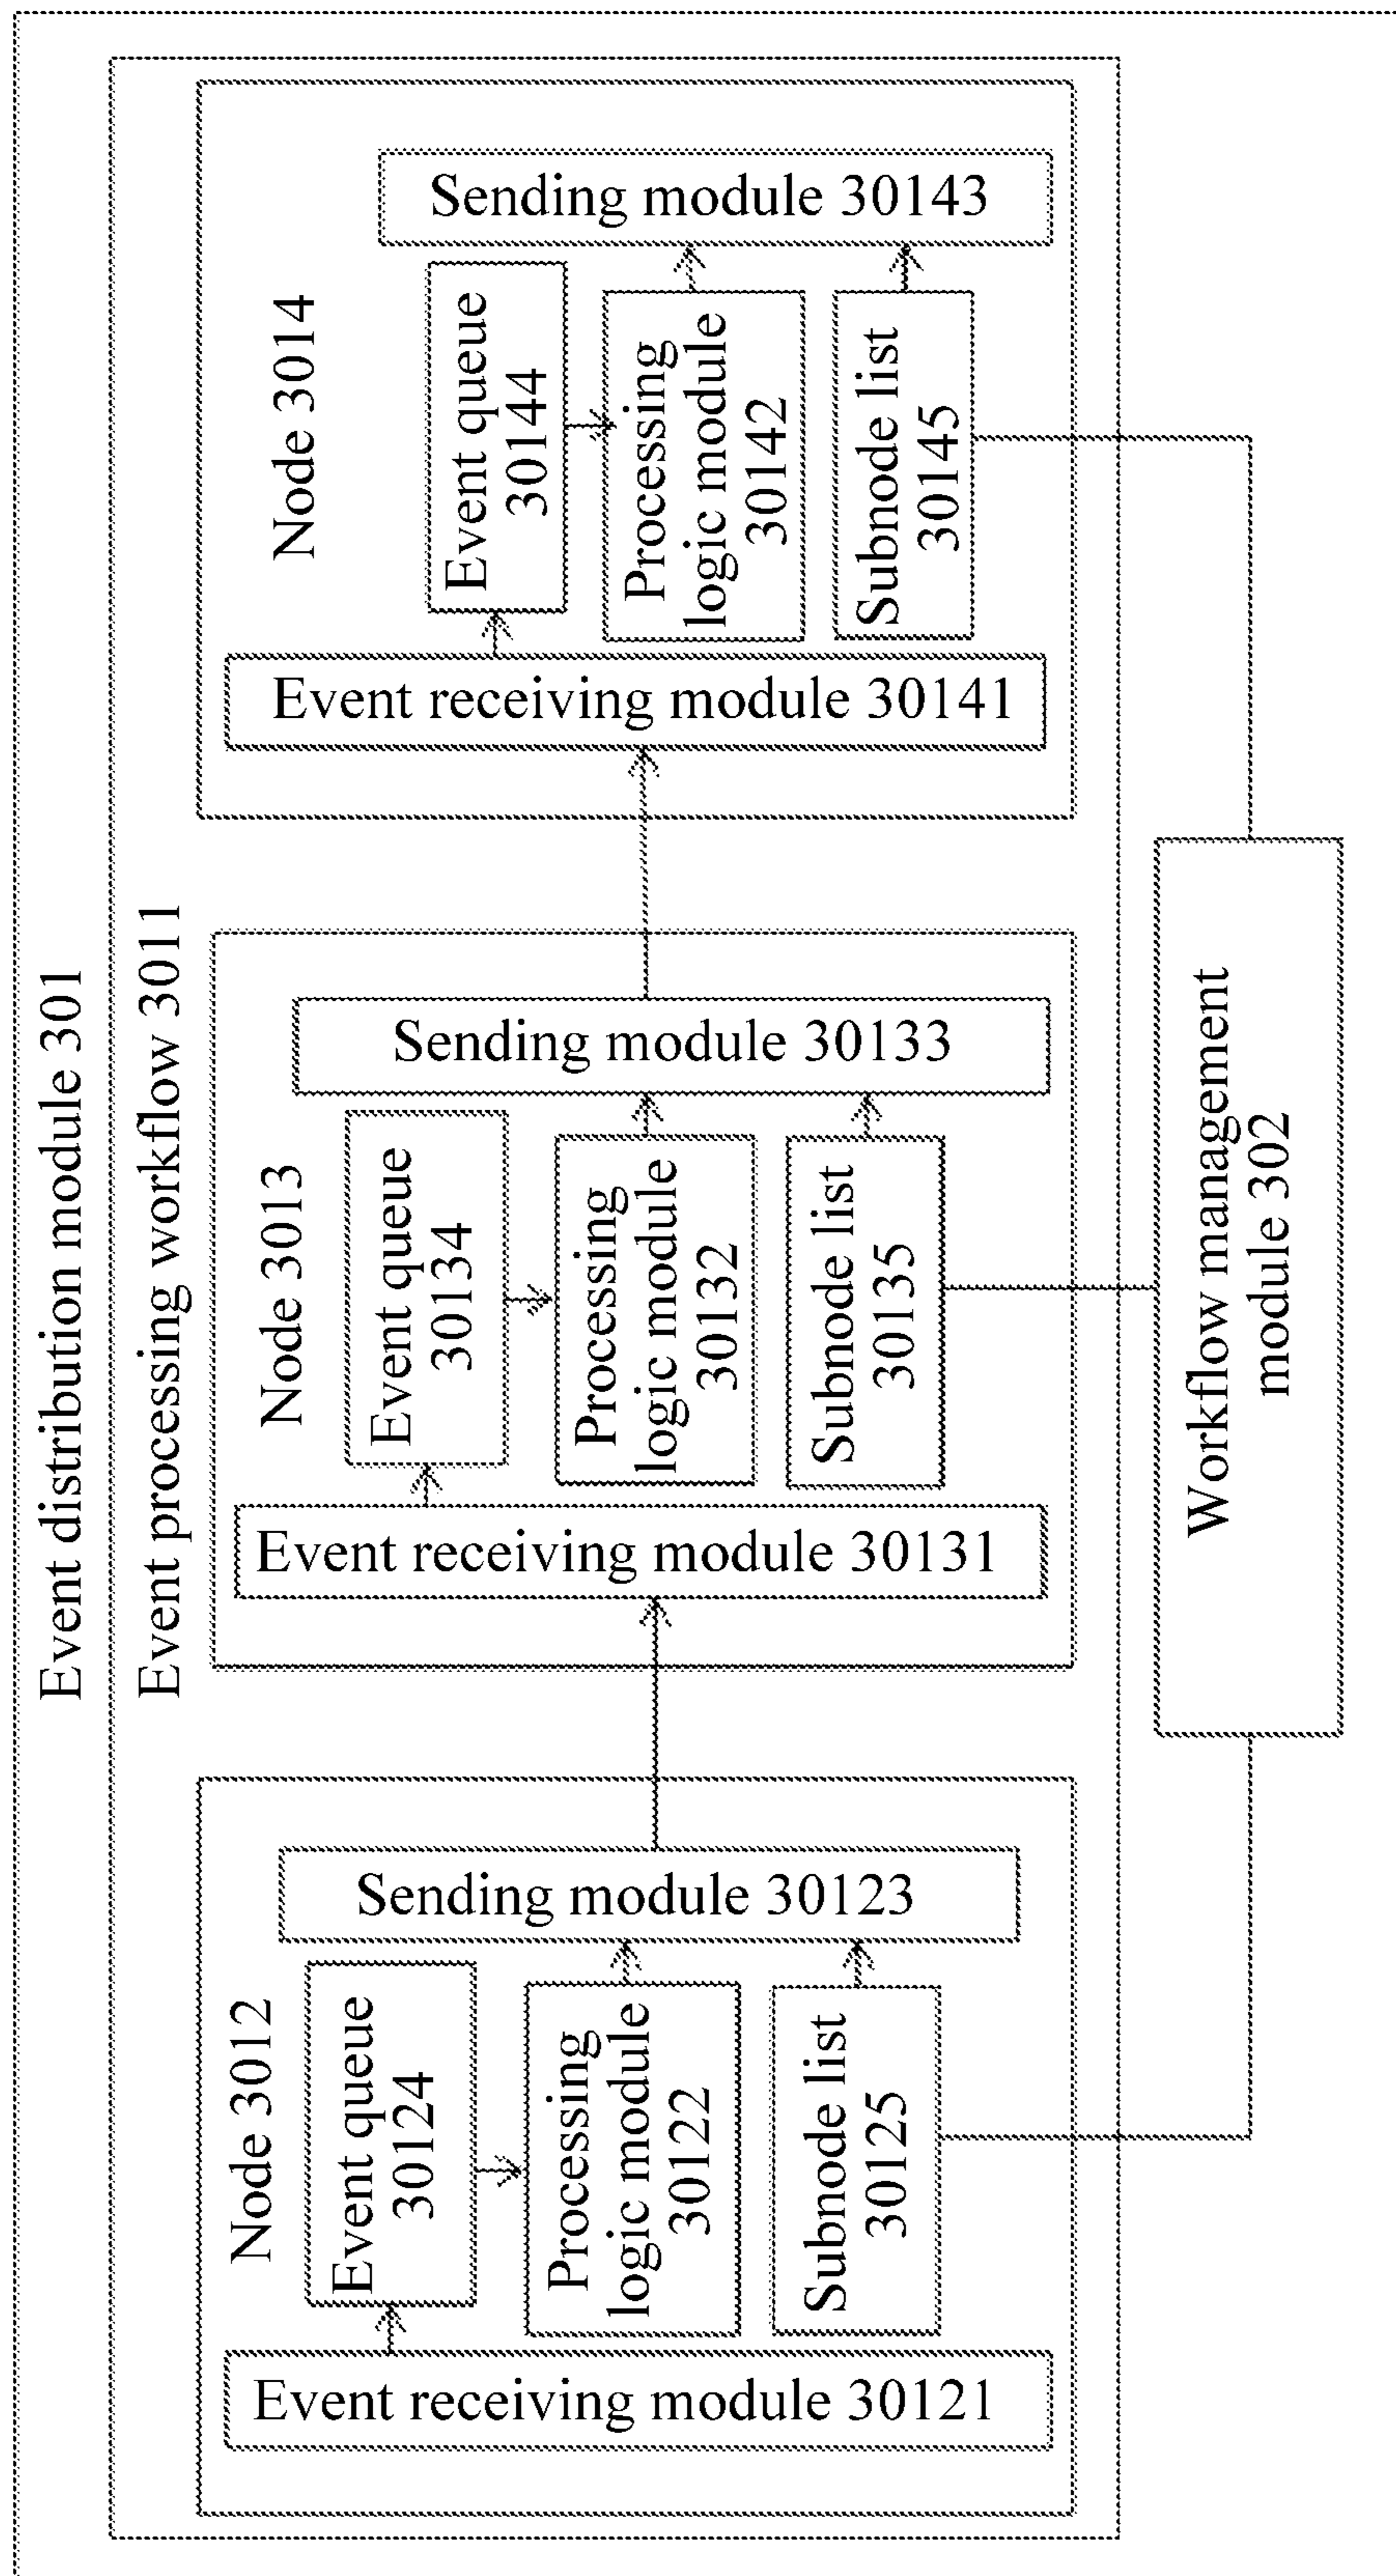 Event distribution module 301
Event processing workflow 3011
Node 3012
Event receiving module 30121
Event queue
30124
Processing
logic module
30122
Subnode list
30125
Sending module 30123
Node 3013
Event receiving module 30131
Event queue
30134
Processing
logic module
30132
Subnode list
30135
Sending module 30133
Node 3014
Event receiving module 30141
Event queue
30144
Processing
logic module
30142
Subnode list
30145
Sending module 30143
Workflow management
module 302